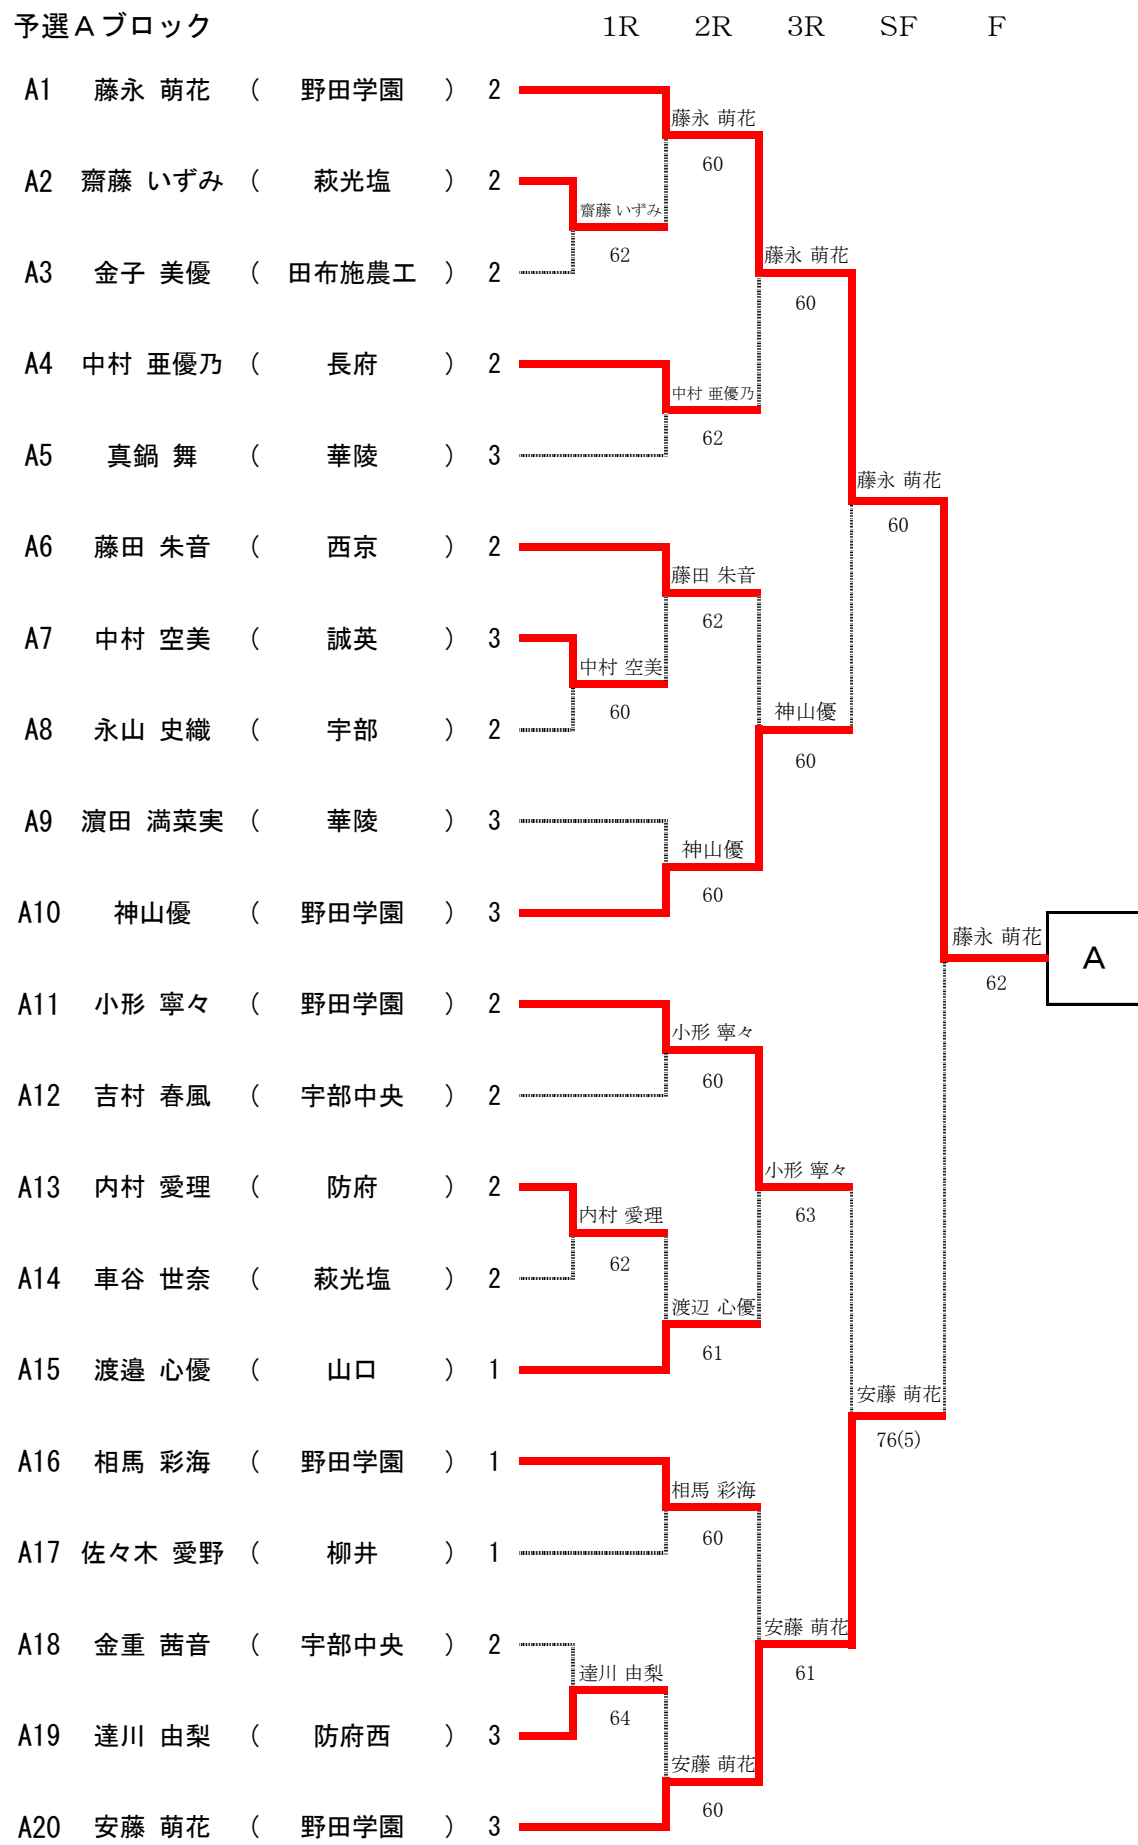 予選Ａブロック 1R 2R 3R SF F
A1 藤永 萌花 ( 野田学園 ) 2
藤永 萌花
60
A2 齋藤 いずみ ( 萩光塩 ) 2
齋藤 いずみ
62
A3 金子 美優 ( 田布施農工 ) 2
藤永 萌花
60
A4 中村 亜優乃 ( 長府 ) 2
中村 亜優乃
62
A5 真鍋 舞 ( 華陵 ) 3
藤永 萌花
60
A6 藤田 朱音 ( 西京 ) 2
藤田 朱音
62
A7 中村 空美 ( 誠英 ) 3
中村 空美
60
A8 永山 史織 ( 宇部 ) 2
神山優
60
A9 濵田 満菜実 ( 華陵 ) 3
神山優
60
A10 神山優 ( 野田学園 ) 3
藤永 萌花
A
62
A11 小形 寧々 ( 野田学園 ) 2
小形 寧々
60
A12 吉村 春風 ( 宇部中央 ) 2
A13 内村 愛理 ( 防府 ) 2
小形 寧々
63
内村 愛理
62
A14 車谷 世奈 ( 萩光塩 ) 2
渡辺 心優
61
A15 渡邉 心優 ( 山口 ) 1
安藤 萌花
76(5)
A16 相馬 彩海 ( 野田学園 ) 1
相馬 彩海
60
A17 佐々木 愛野 ( 柳井 ) 1
A18 金重 茜音 ( 宇部中央 ) 2
安藤 萌花
61
達川 由梨
64
A19 達川 由梨 ( 防府西 ) 3
安藤 萌花
60
A20 安藤 萌花 ( 野田学園 ) 3